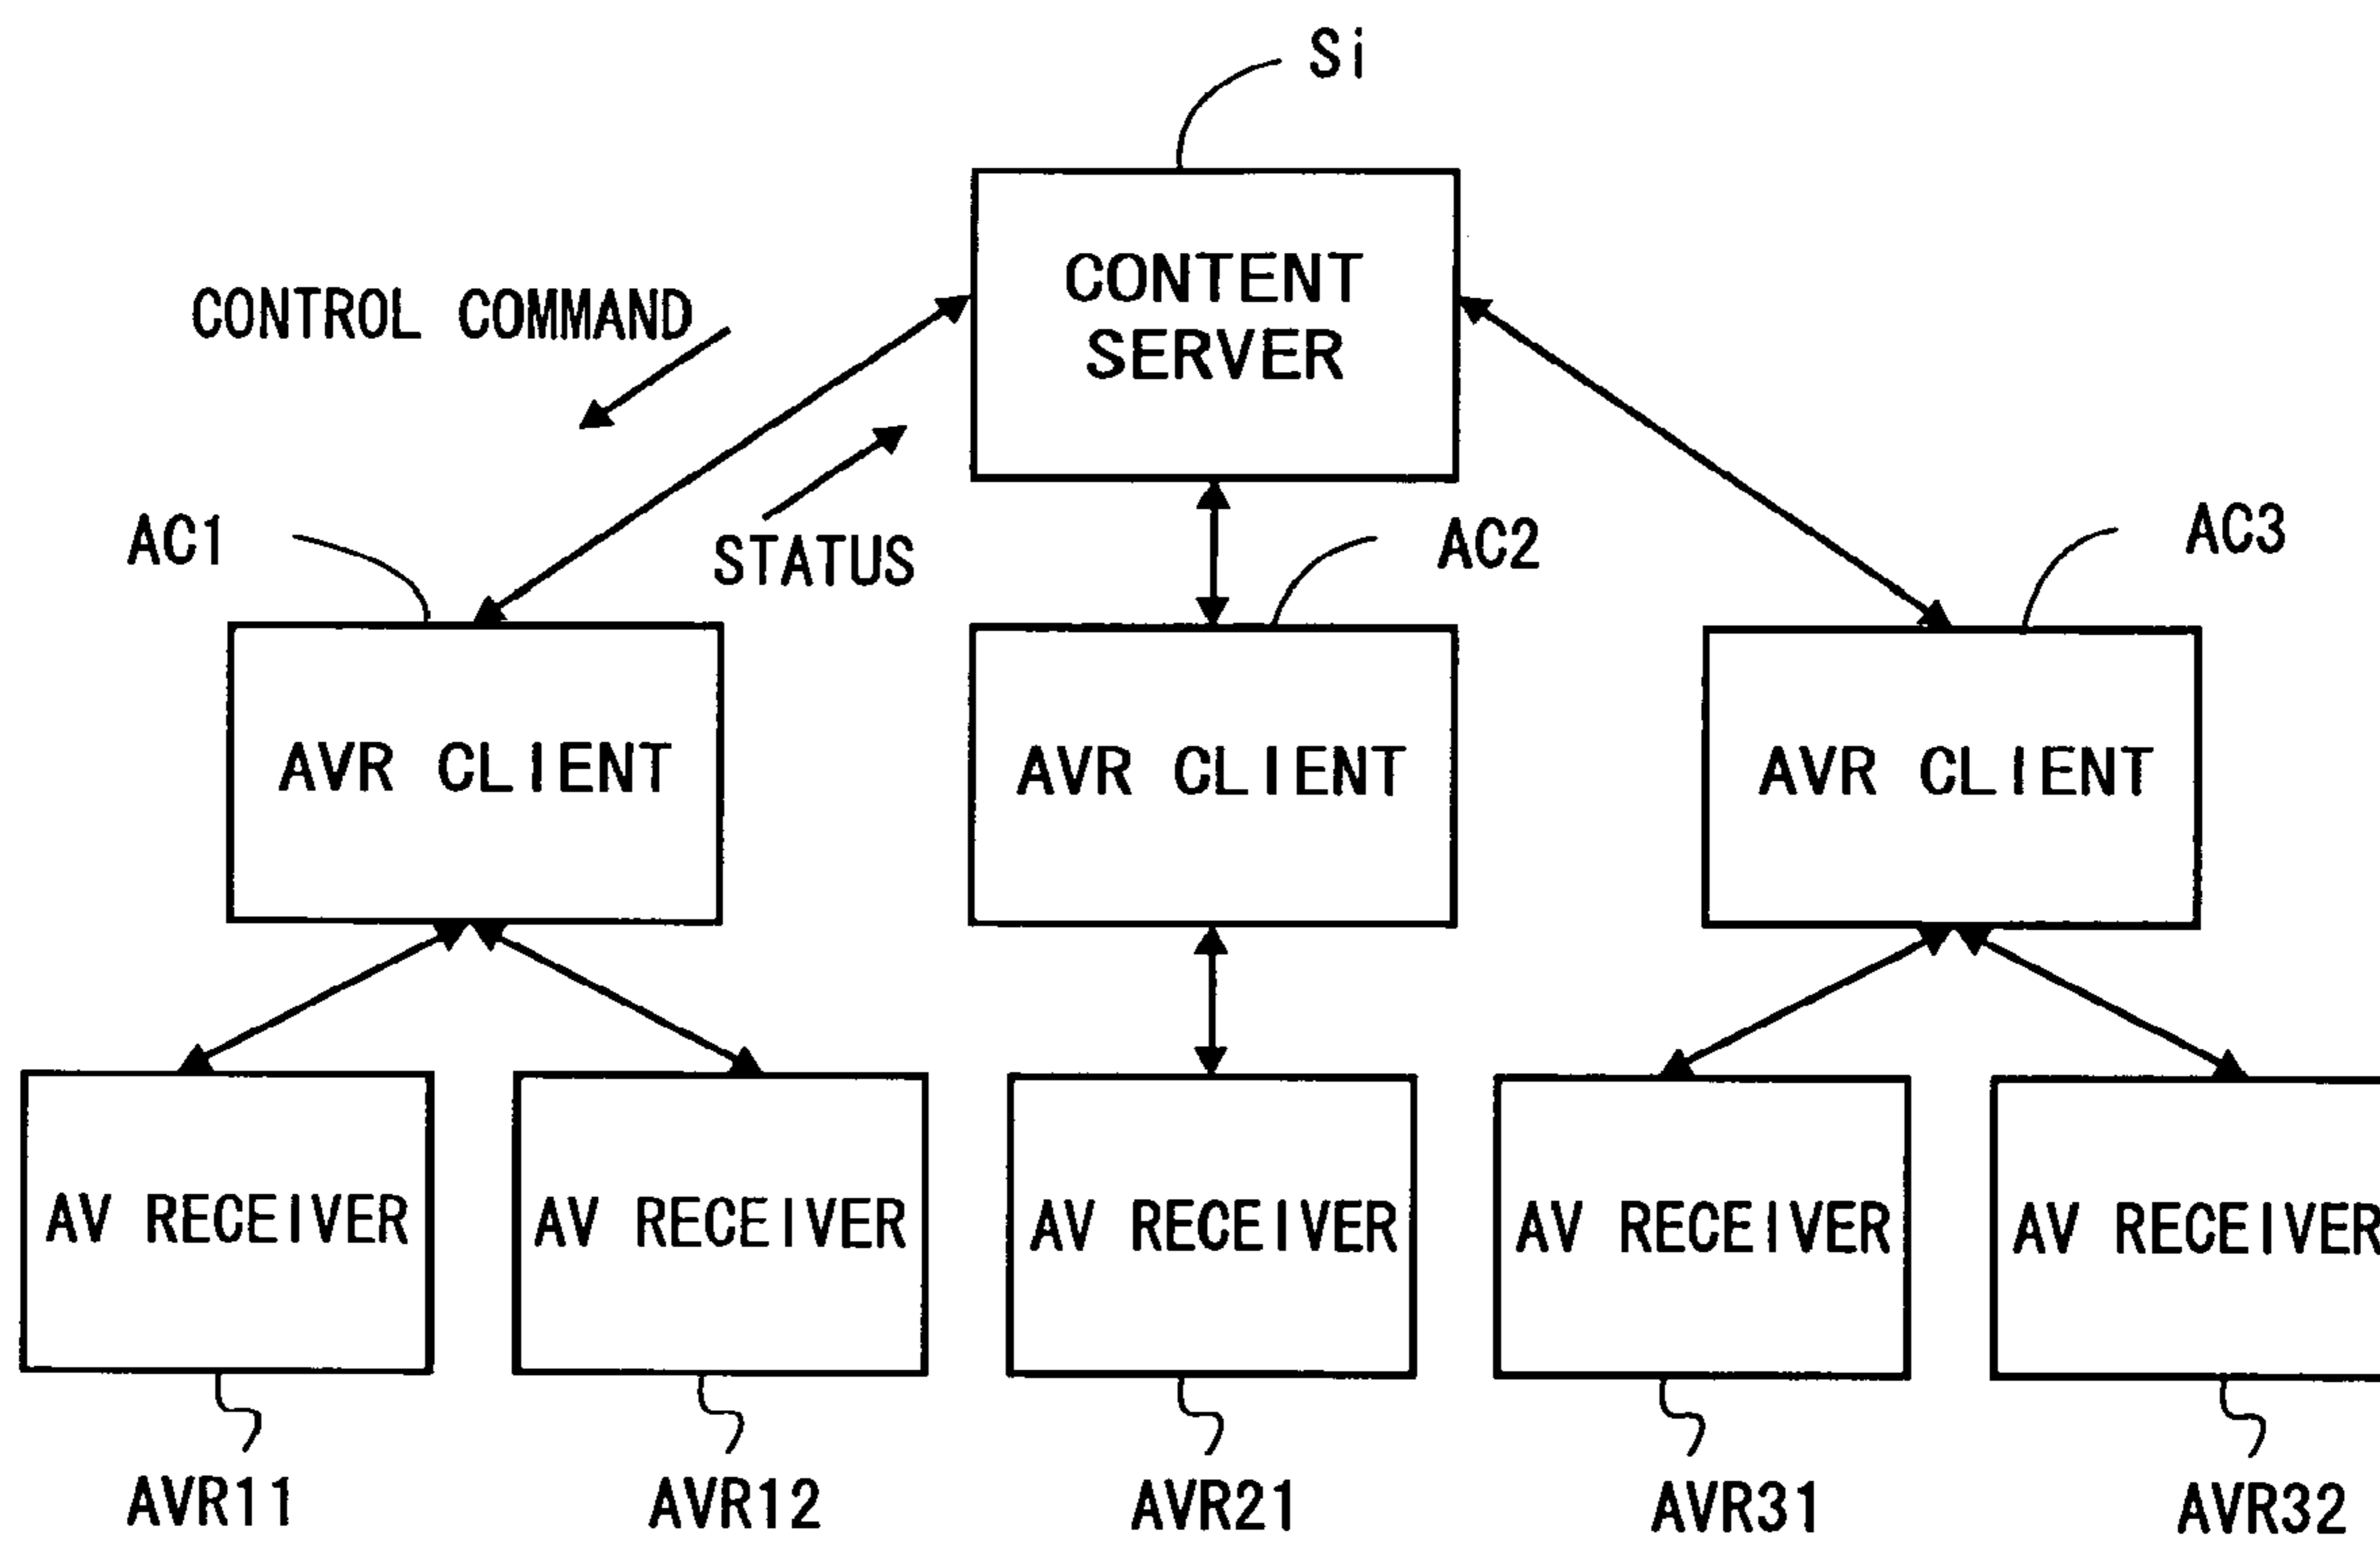 Si
CONTENT
SERVER
CONTROL COMMAND
STATUS
AC1
AC2
AC3
AVR CLIENT
AVR CLIENT
AVR CLIENT
AV RECEIVER
AV RECEIVER
AV RECEIVER
AV RECEIVER
AV RECEIVER
AVR11
AVR12
AVR21
AVR31
AVR32